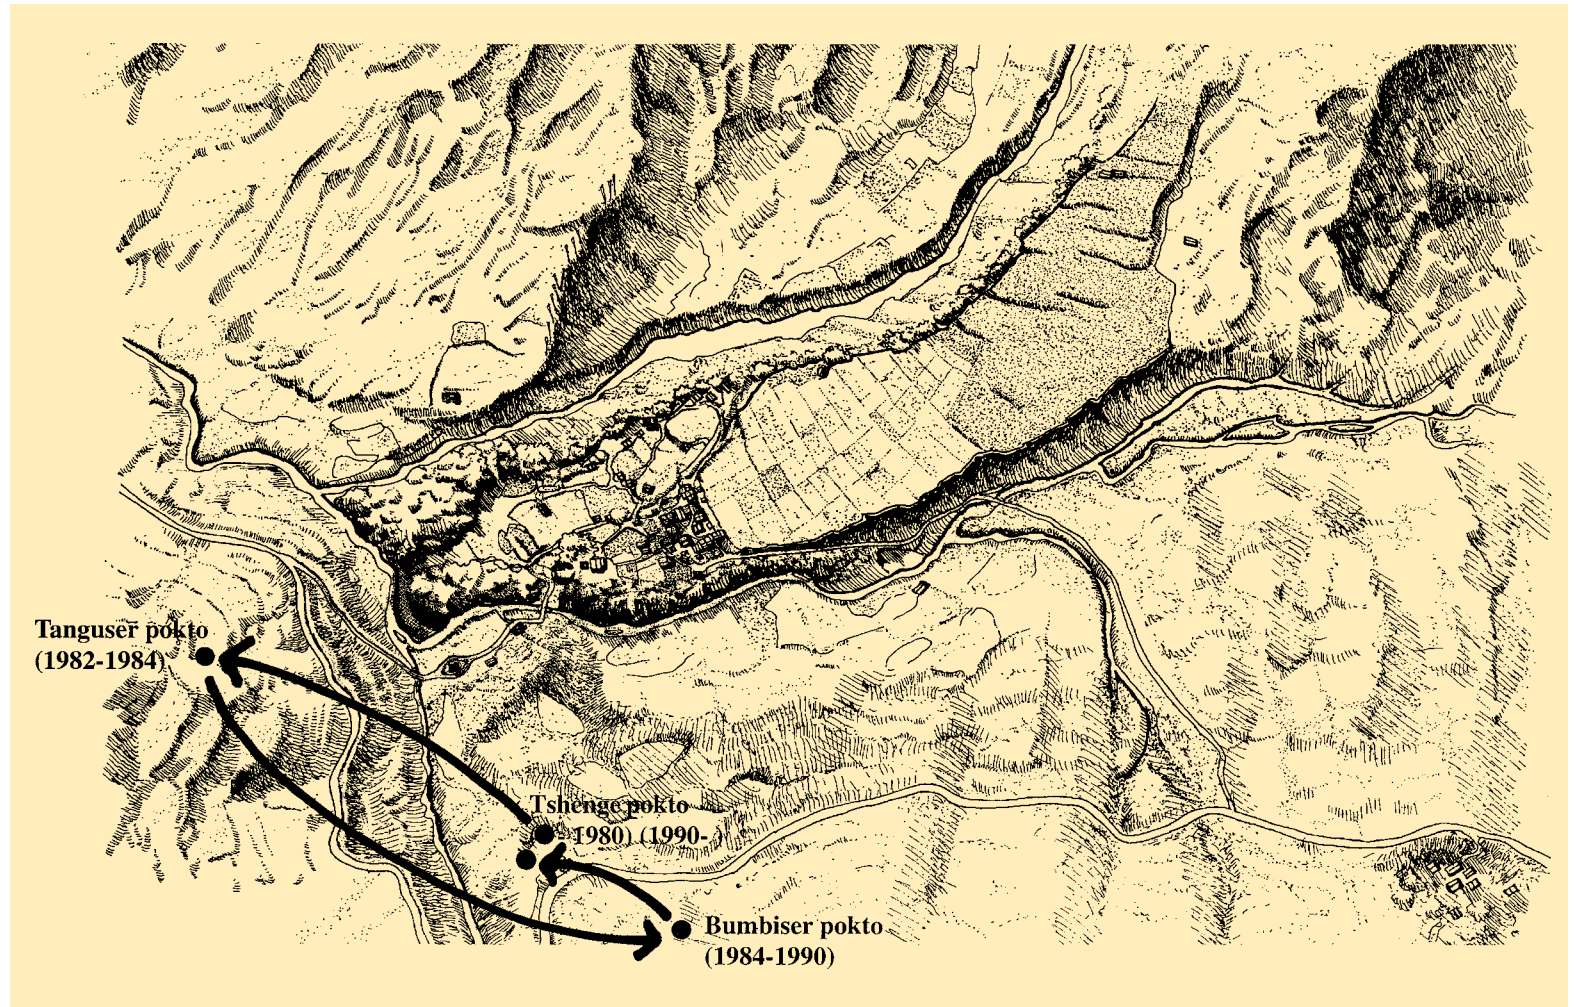 Tanguser pokto
(1982-1984)
Tshenge pokto
1980) (1990-
Bumbiser pokto
(1984-1990)